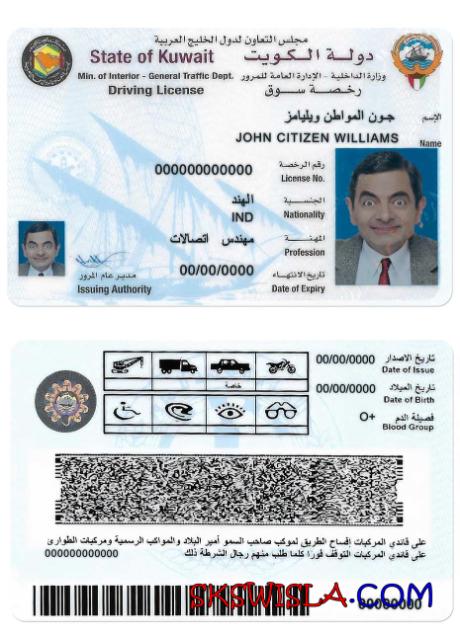 مجلس التعاون لدول الخليج العربية
State of Kuwait دولة الكويت
Min. of Interior - General Traffic Dept. وزارة الداخلية - الإدارة العامة للمرور
Driving License رخصة سوق
الإسم جون المواطن ويليامز
JOHN CITIZEN WILLIAMS Name
000000000000 رقم الرخصة
License No.
الهند الجنسية
IND Nationality
مهندس اتصالات المهنة
Profession
مدير عام المرور 00/00/0000 تاريخ الانتهاء
Issuing Authority Date of Expiry
00/00/0000 تاريخ الاصدار
Date of Issue
خاصة
00/00/0000 تاريخ الميلاد
Date of Birth
O+ فصيلة الدم
Blood Group
على قائدي المركبات إفساح الطريق لموكب صاحب السمو أمير البلاد والمواكب الرسمية ومركبات الطوارئ
على قائدي المركبات التوقف فورا كلما طلب منهم رجال الشرطة ذلك
000000000000
SKSWISLA.COM
00000000